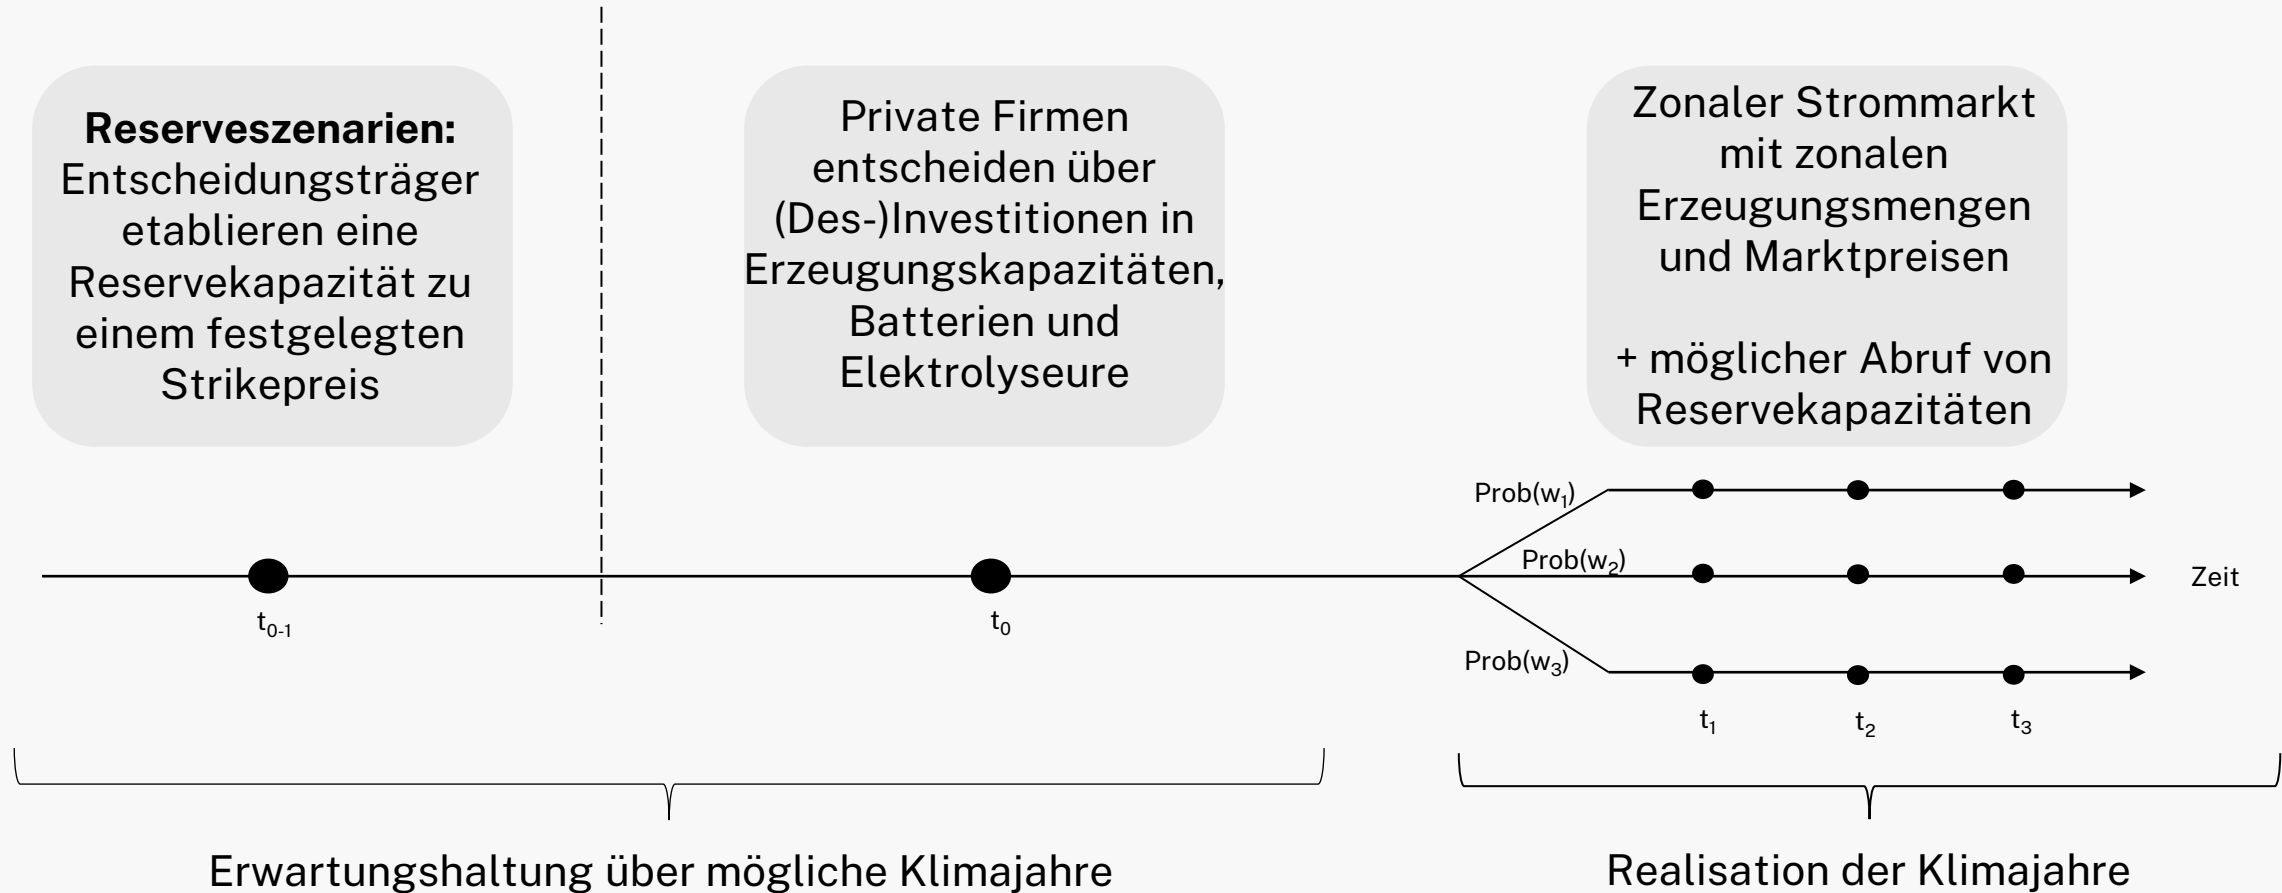 Reserveszenarien:
Entscheidungsträger
etablieren eine
Reservekapazität zu
einem festgelegten
Strikepreis
Private Firmen
entscheiden über
(Des-)Investitionen in
Erzeugungskapazitäten,
Batterien und
Elektrolyseure
Zonaler Strommarkt
mit zonalen
Erzeugungsmengen
und Marktpreisen
+ möglicher Abruf von
Reservekapazitäten
Prob(w1)
Prob(w2)
Prob(w3)
Zeit
t0-1
t0
t1
t2
t3
Erwartungshaltung über mögliche Klimajahre
Realisation der Klimajahre